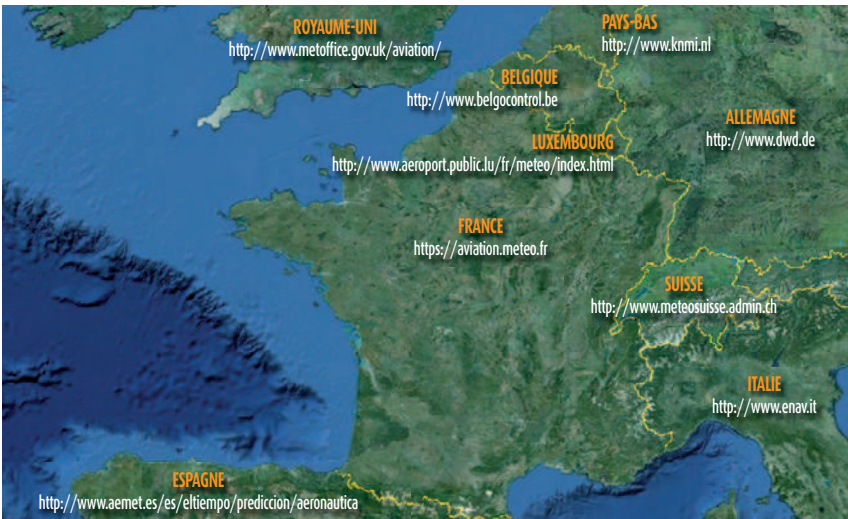 ROYAUME-UNI
http://www.metoffice.gov.uk/aviation/
PAYS-BAS
http://www.knmi.nl
BELGIQUE
http://www.belgocontrol.be
ALLEMAGNE
http://www.dwd.de
LUXEMBOURG
http://www.aeroport.public.lu/fr/meteo/index.html
FRANCE
https://aviation.meteo.fr
SUISSE
http://www.meteosuisse.admin.ch
ITALIE
http://www.enav.it
ESPAGNE
http://www.aemet.es/es/eltiempo/prediccion/aeronautica